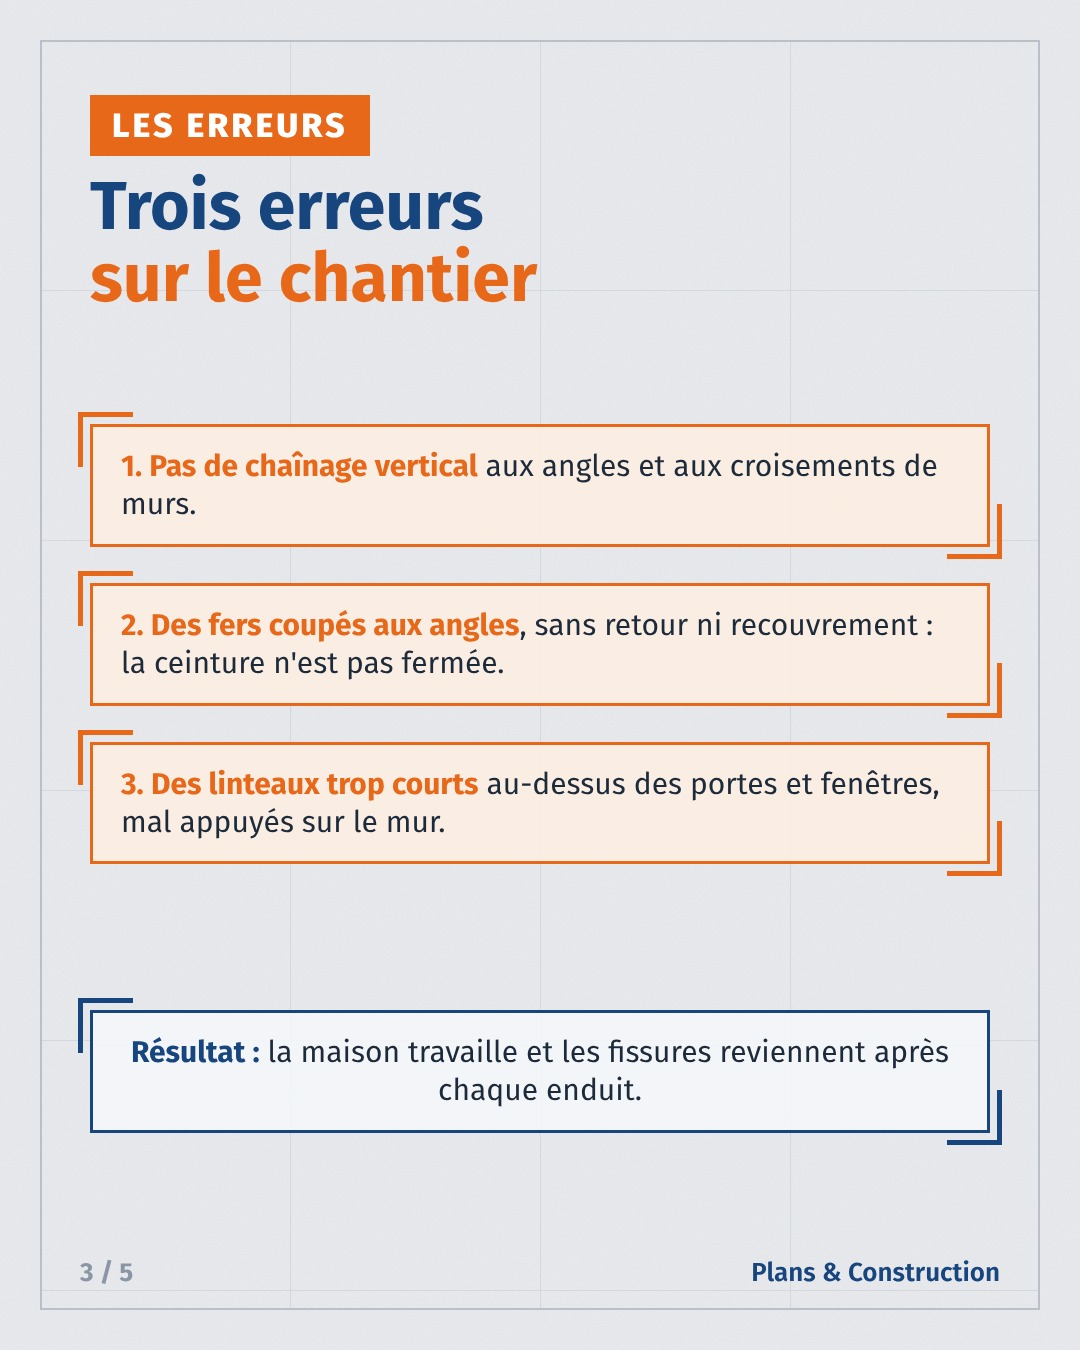 LES ERREURS
Trois erreurs
sur le chantier
1. Pas de chaînage vertical aux angles et aux croisements de
murs.
2. Des fers coupés aux angles, sans retour ni recouvrement :
la ceinture n'est pas fermée.
3. Des linteaux trop courts au-dessus des portes et fenêtres,
mal appuyés sur le mur.
Résultat : la maison travaille et les fissures reviennent après
chaque enduit.
3 / 5
Plans & Construction